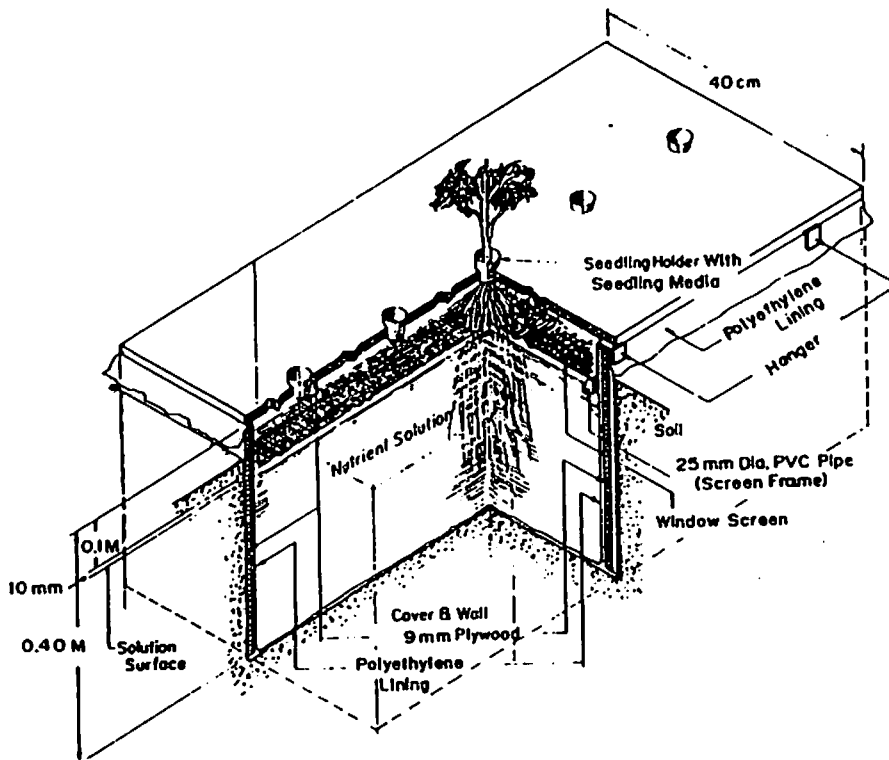 40 cm
Seedling Holder With
Seedling Media
Polyethylene
Lining
Hanger
Soil
Nutrient Solution
25 mm Dia. PVC Pipe
(Screen Frame)
Window Screen
0.1M
10 mm
0.40 M
Solution
Surface
Cover & Wall
9 mm Plywood
Polyethylene
Lining